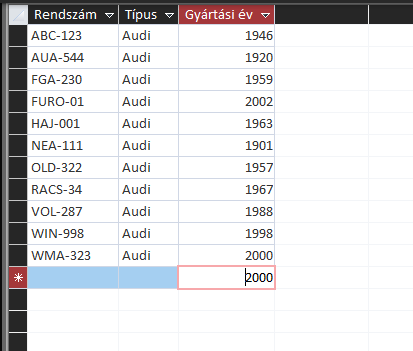 Rendszám Típus Gyártási év
ABC-123 Audi 1946
AUA-544 Audi 1920
FGA-230 Audi 1959
FURO-01 Audi 2002
HAJ-001 Audi 1963
NEA-111 Audi 1901
OLD-322 Audi 1957
RACS-34 Audi 1967
VOL-287 Audi 1988
WIN-998 Audi 1998
WMA-323 Audi 2000
2000